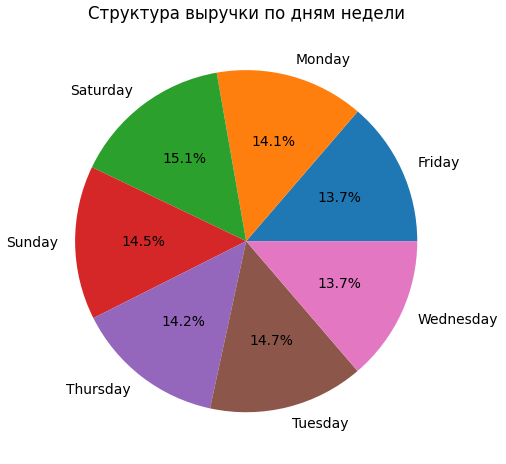 Структура выручки по дням недели
Monday
Saturday
14.1%
15.1%
Friday
13.7%
Sunday
14.5%
13.7%
Wednesday
14.2%
14.7%
Thursday
Tuesday